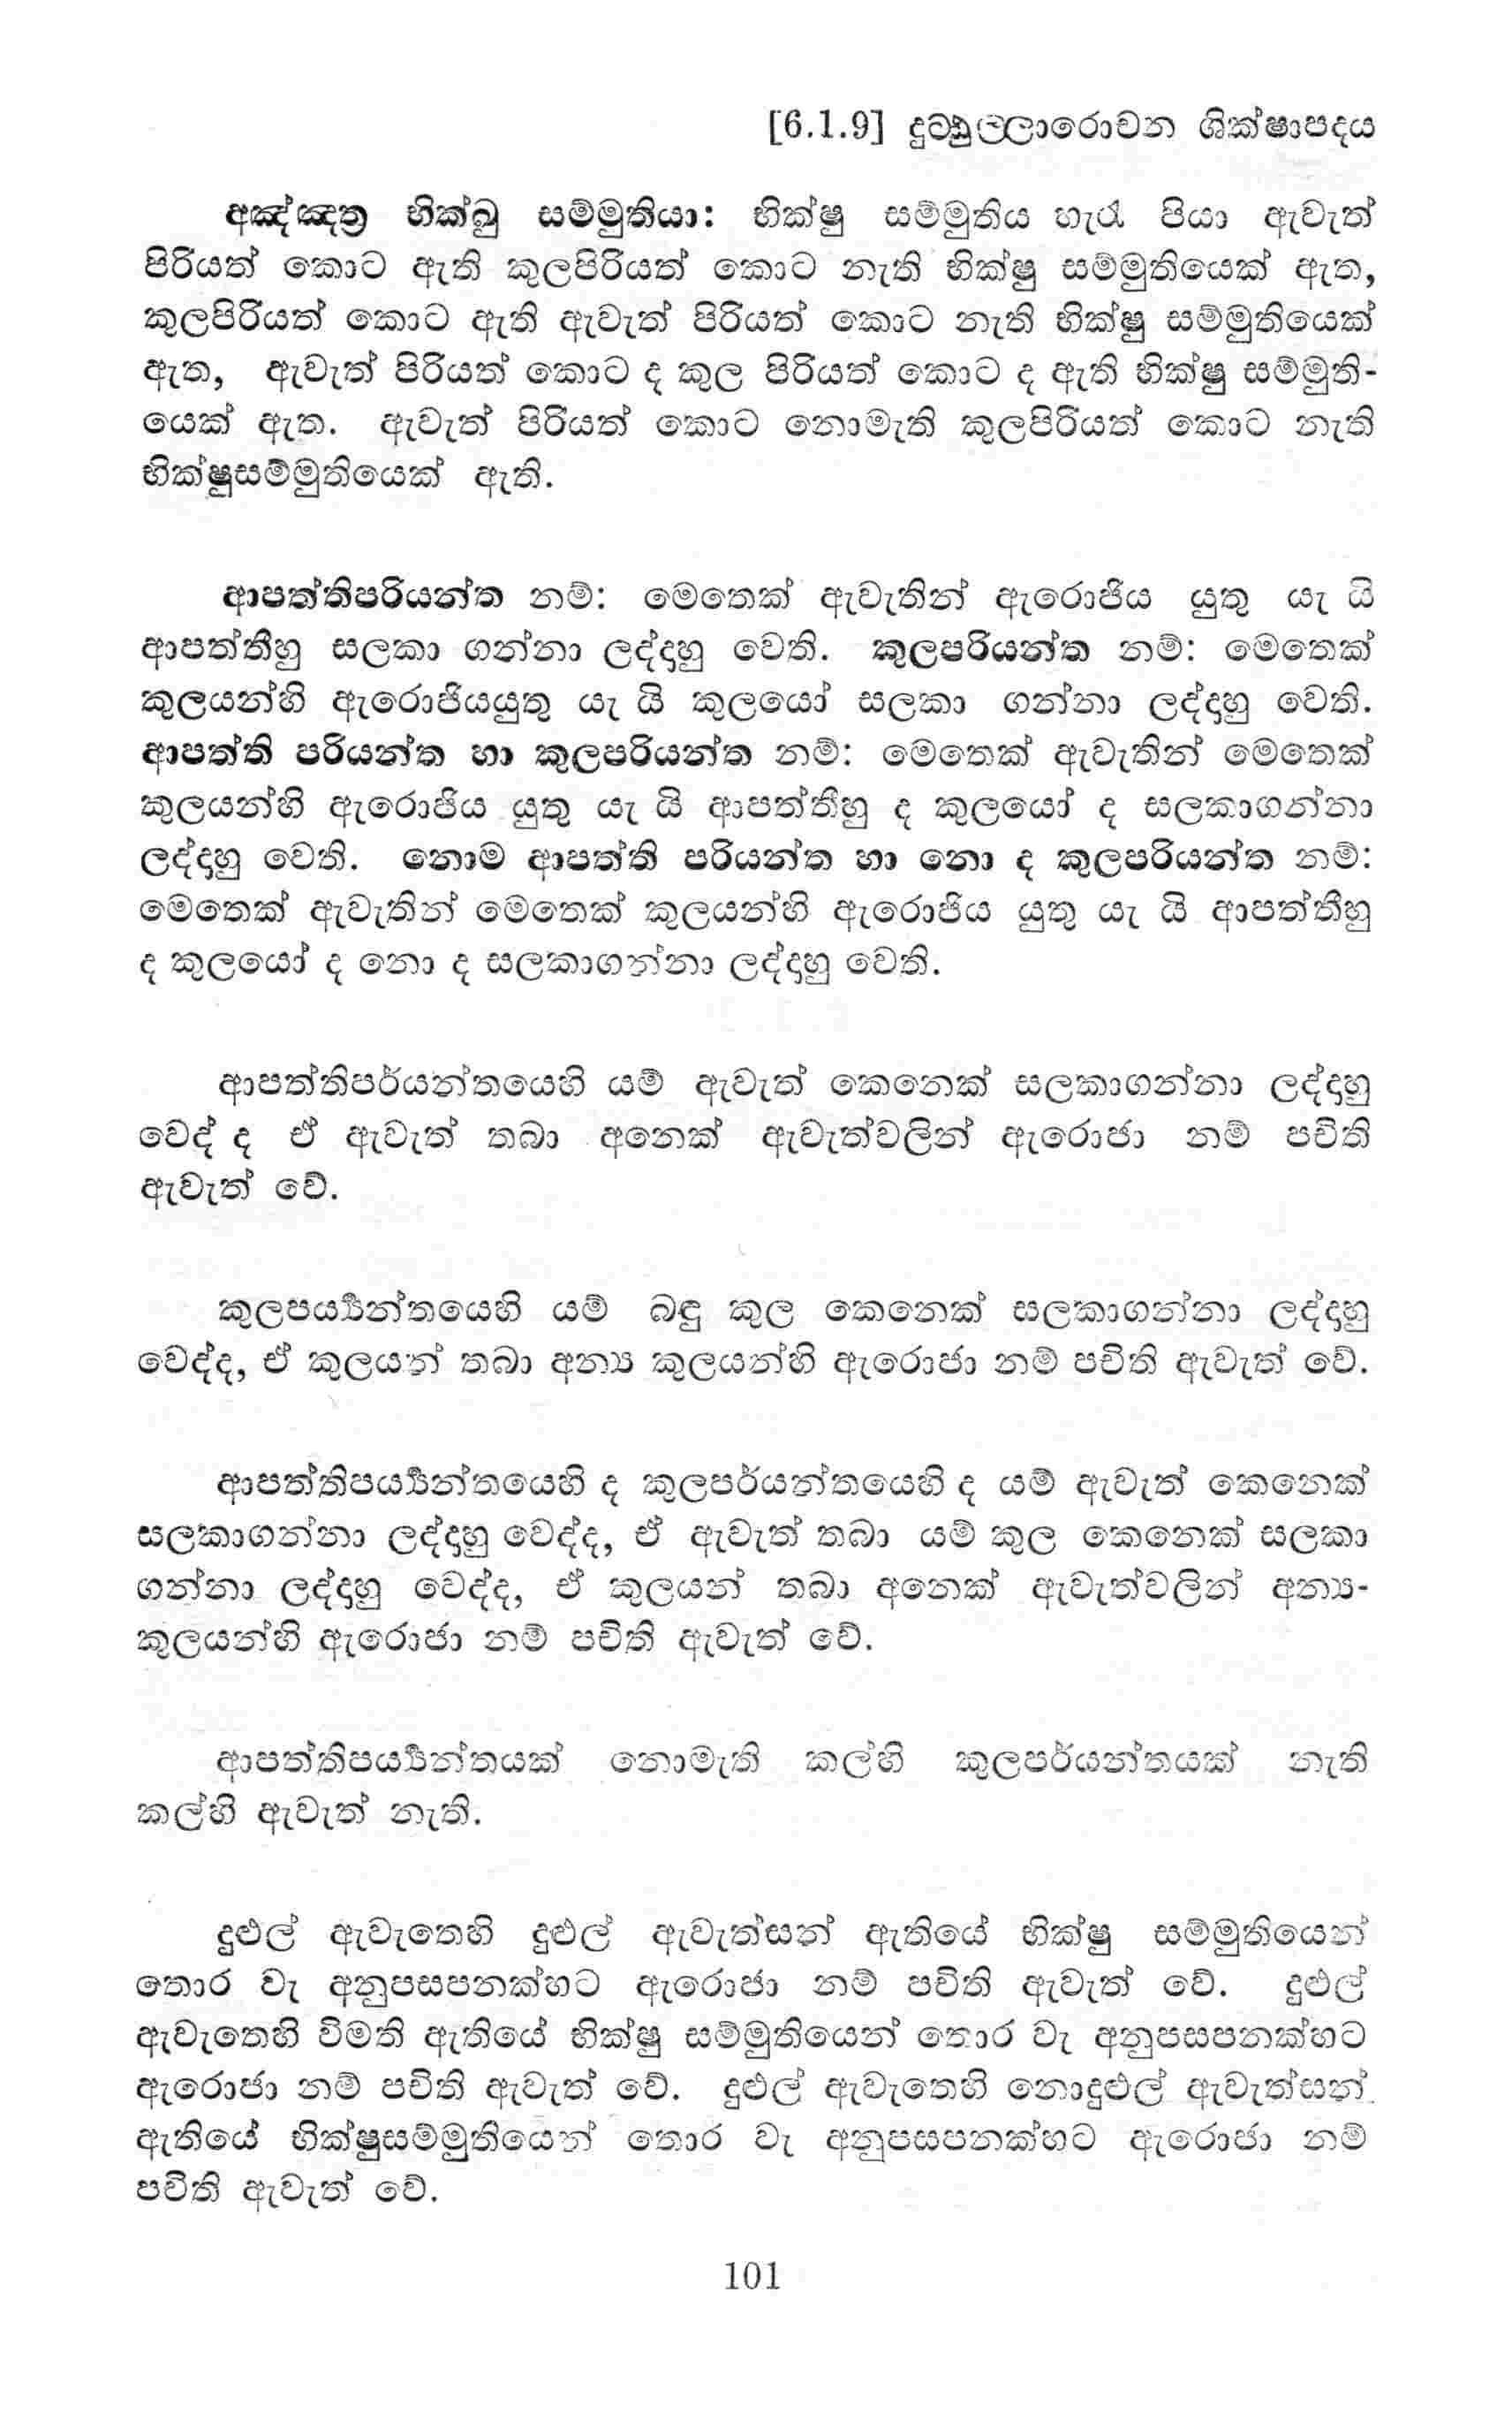 [6.1.9] දුට්ඨුල්ලාරොචන ශික්ෂාපදය
අඤ්ඤත්‍ර භික්ඛු සම්මුතියා: භික්ෂු සම්මුතිය හැරැ පියා ඇවැත්
පිරියත් කොට ඇති කුලපිරියත් කොට නැති භික්ෂු සම්මුතියෙක් ඇත,
කුලපිරියත් කොට ඇති ඇවැත් පිරියත් කොට නැති භික්ෂු සම්මුතියෙක්
ඇත, ඇවැත් පිරියත් කොට ද කුල පිරියත් කොට ද ඇති භික්ෂු සම්මුති-
යෙක් ඇත. ඇවැත් පිරියත් කොට නොමැති කුලපිරියත් කොට නැති
භික්ෂුසම්මුතියෙක් ඇති.
ආපත්තිපරියන්ත නම්: මෙතෙක් ඇවැතින් ඇරොජිය යුතු යැ යි
ආපත්තීහු සලකා ගන්නා ලද්දහු වෙති. කුලපරියන්ත නම්: මෙතෙක්
කුලයන්හි ඇරොජියයුතු යැ යි කුලයෝ සලකා ගන්නා ලද්දහු වෙති.
ආපත්ති පරියන්ත හා කුලපරියන්ත නම්: මෙතෙක් ඇවැතින් මෙතෙක්
කුලයන්හි ඇරොජිය යුතු යැ යි ආපත්තීහු ද කුලයෝ ද සලකාගන්නා
ලද්දාහු වෙති. නොම ආපත්ති පරියන්ත හා නො ද කුලපරියන්ත නම්:
මෙතෙක් ඇවැතින් මෙතෙක් කුලයන්හි ඇරොජිය යුතු යැ යි ආපත්තීහු
ද කුලයෝ ද නො ද සලකාගන්නා ලද්දහු වෙති.
ආපත්තිපර්යන්තයෙහි යම් ඇවැත් කෙනෙක් සලකාගන්නා ලද්දාහු
වෙද් ද ඒ ඇවැත් තබා අනෙක් ඇවැත්වලින් ඇරොජා නම් පචිති
ඇවැත් වේ.
කුලපර්‍ය්‍යන්තයෙහි යම් බඳු කුල කෙනෙක් සලකාගන්නා ලද්දාහු
වෙද්ද, ඒ කුලයන් තබා අන්‍ය කුලයන්හි ඇරොජා නම් පචිති ඇවැත් වේ.
ආපත්තිපර්‍ය්‍යන්තයෙහි ද කුලපර්යන්තයෙහි ද යම් ඇවැත් කෙනෙක්
සලකාගන්නා ලද්දාහු වෙද්ද, ඒ ඇවැත් තබා යම් කුල කෙනෙක් සලකා
ගන්නා ලද්දාහු වෙද්ද, ඒ කුලයන් තබා අනෙක් ඇවැත්වලින් අන්‍ය-
කුලයන්හි ඇරොජා නම් පචිති ඇවැත් වේ.
ආපත්තිපර්‍ය්‍යන්තයක් නොමැති කල්හි කුලපර්යන්තයක් නැති
කල්හි ඇවැත් නැති.
දුළුල් ඇවැතෙහි දුළුල් ඇවැත්සන් ඇතියේ භික්ෂු සම්මුතියෙන්
තොර වැ අනුපසපනක්හට ඇරොජා නම් පචිති ඇවැත් වේ. දුළුල්
ඇවැතෙහි විමති ඇතියේ භික්ෂු සම්මුතියෙන් තොර වැ අනුපසපනක්හට
ඇරොජා නම් පචිති ඇවැත් වේ. දුළුල් ඇවැතෙහි නොදුළුල් ඇවැත්සන්
ඇතියේ භික්ෂුසම්මුතියෙන් තොර වැ අනුපසපනක්හට ඇරොජා නම්
පචිති ඇවැත් වේ.
101